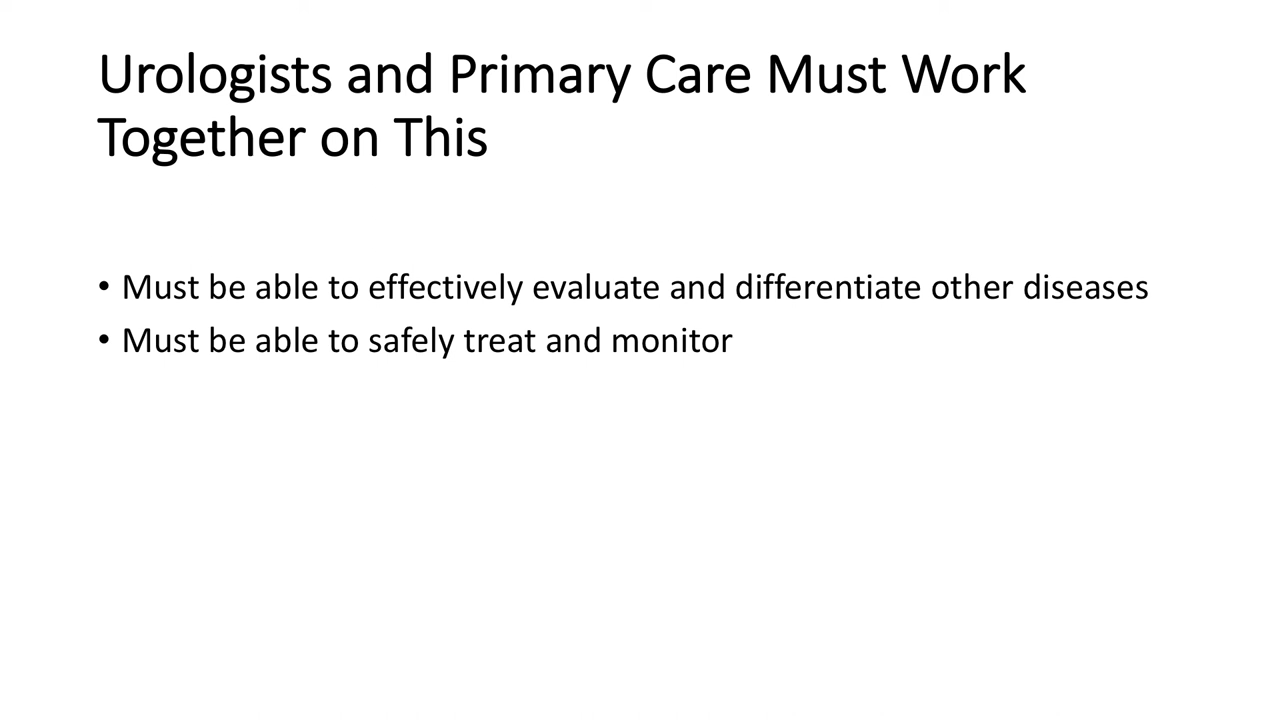 Urologists and Primary Care Must Work
Together on This
• Must be able to effectively evaluate and differentiate other diseases
• Must be able to safely treat and monitor